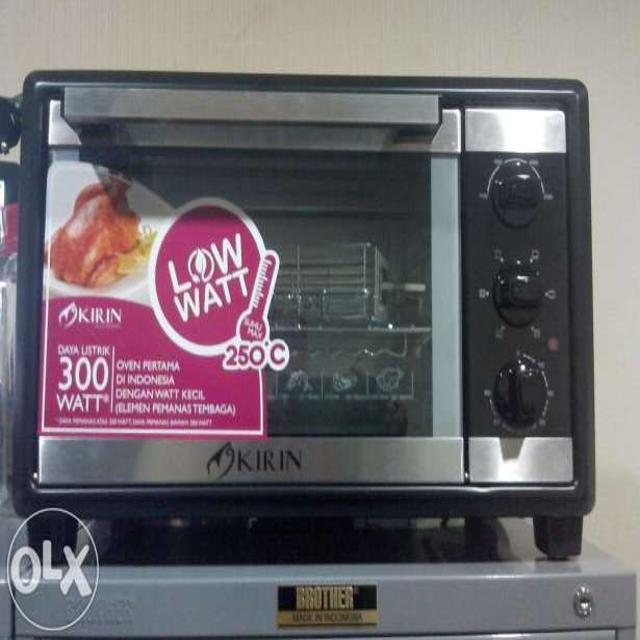 LOW
WATT
SUHU
MAX
250°C
KIRIN
DAYA LISTRIK
300
WATT*
OVEN PERTAMA
DI INDONESIA
DENGAN WATT KECIL
(ELEMEN PEMANAS TEMBAGA)
KIRIN
OLX
BROTHER
BROTHER
MADE IN INDONESIA